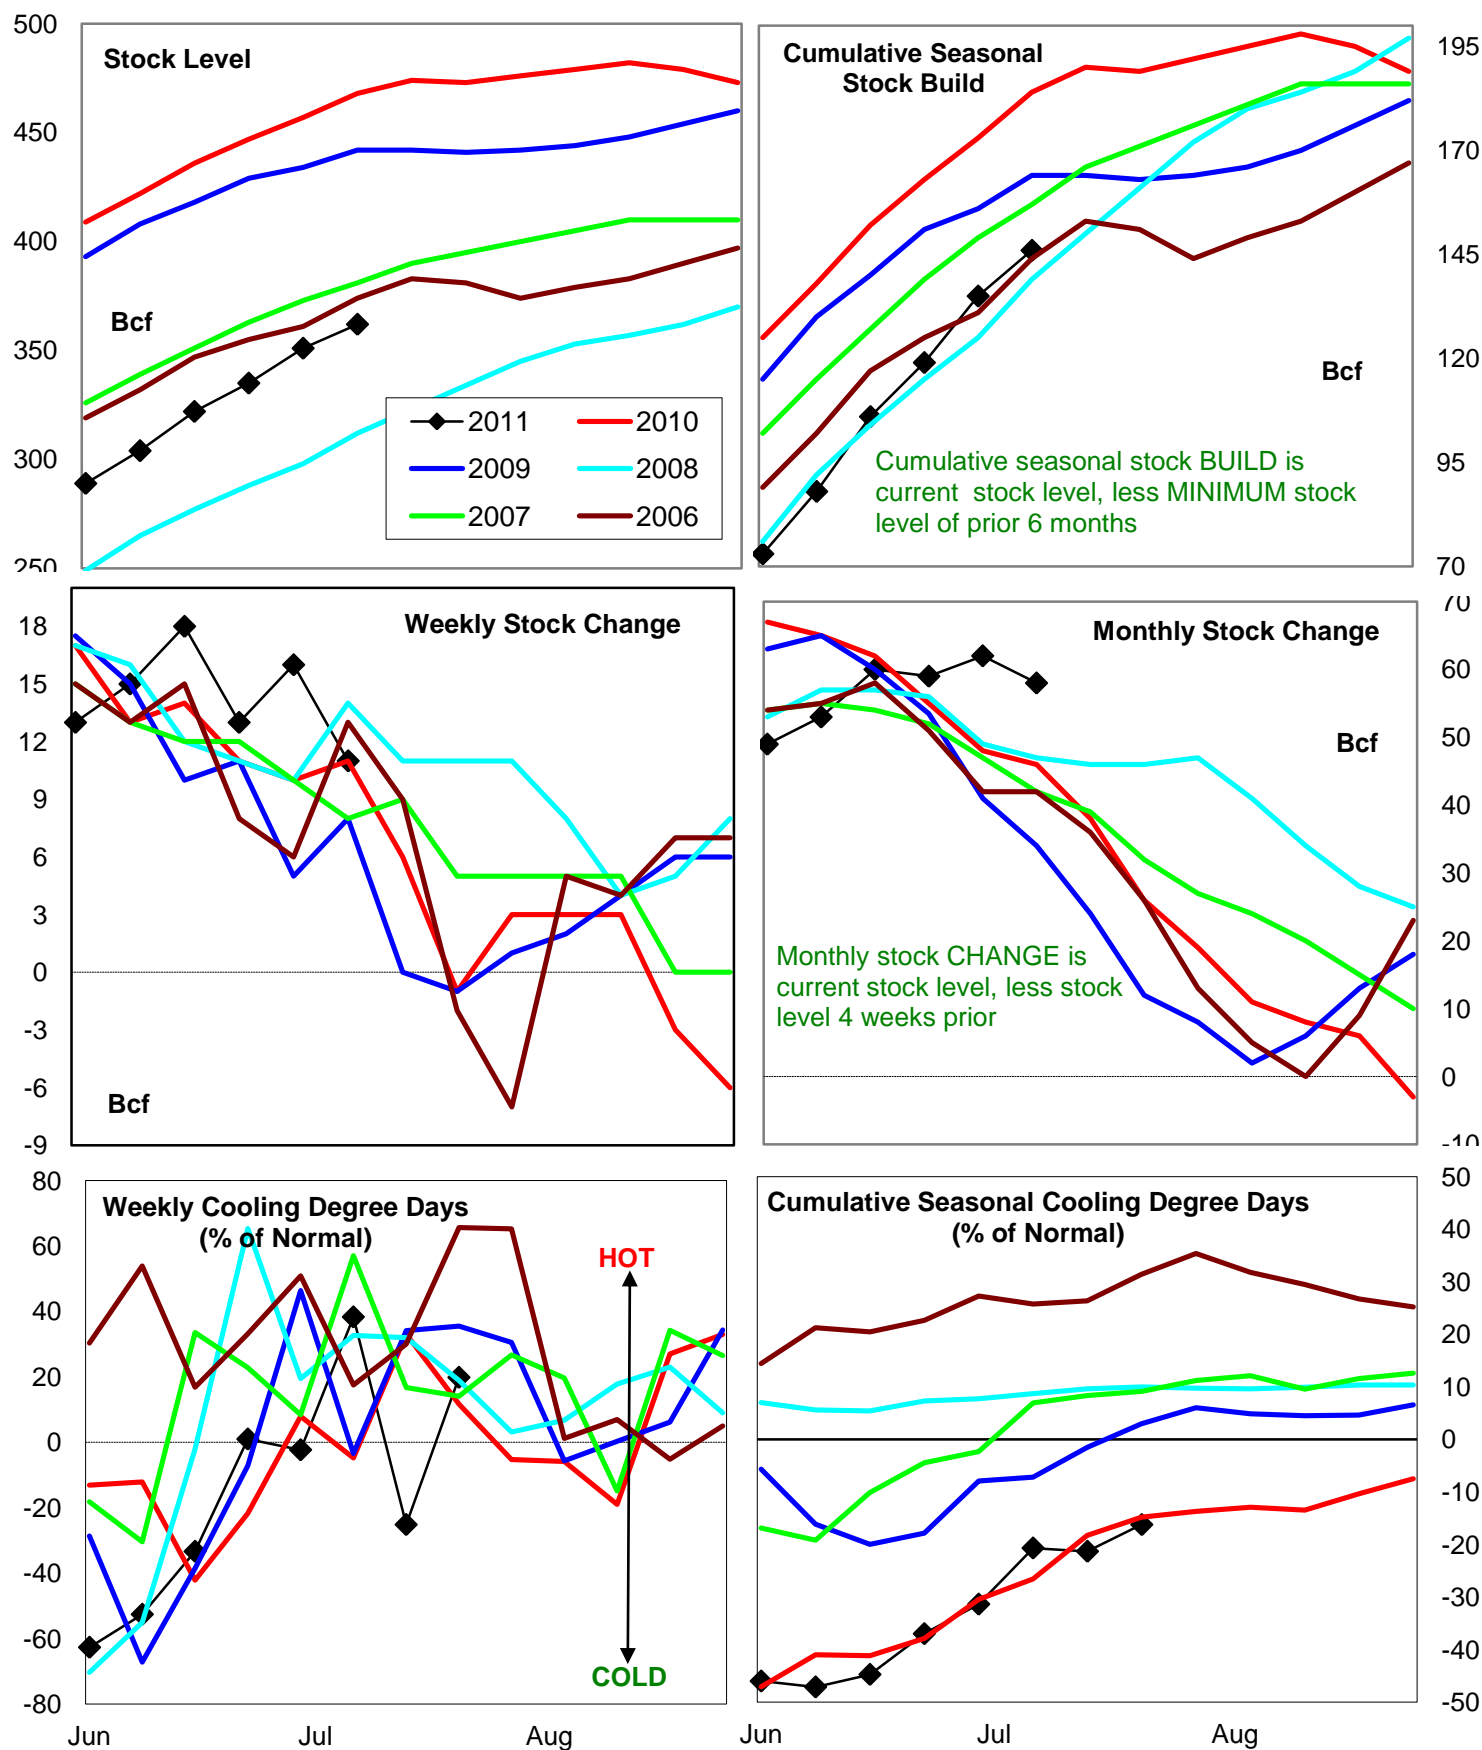 Stock Level
500
450
400
350
300
250
Bcf
2011
2010
2009
2008
2007
2006
Cumulative Seasonal
Stock Build
195
170
145
120
95
70
Bcf
Cumulative seasonal stock BUILD is
current stock level, less MINIMUM stock
level of prior 6 months
Weekly Stock Change
18
15
12
9
6
3
0
-3
-6
-9
Bcf
Monthly Stock Change
70
60
50
40
30
20
10
0
-10
Bcf
Monthly stock CHANGE is
current stock level, less stock
level 4 weeks prior
Weekly Cooling Degree Days
(% of Normal)
80
60
40
20
0
-20
-40
-60
-80
HOT
COLD
Jun
Jul
Aug
Cumulative Seasonal Cooling Degree Days
(% of Normal)
50
40
30
20
10
0
-10
-20
-30
-40
-50
Jun
Jul
Aug